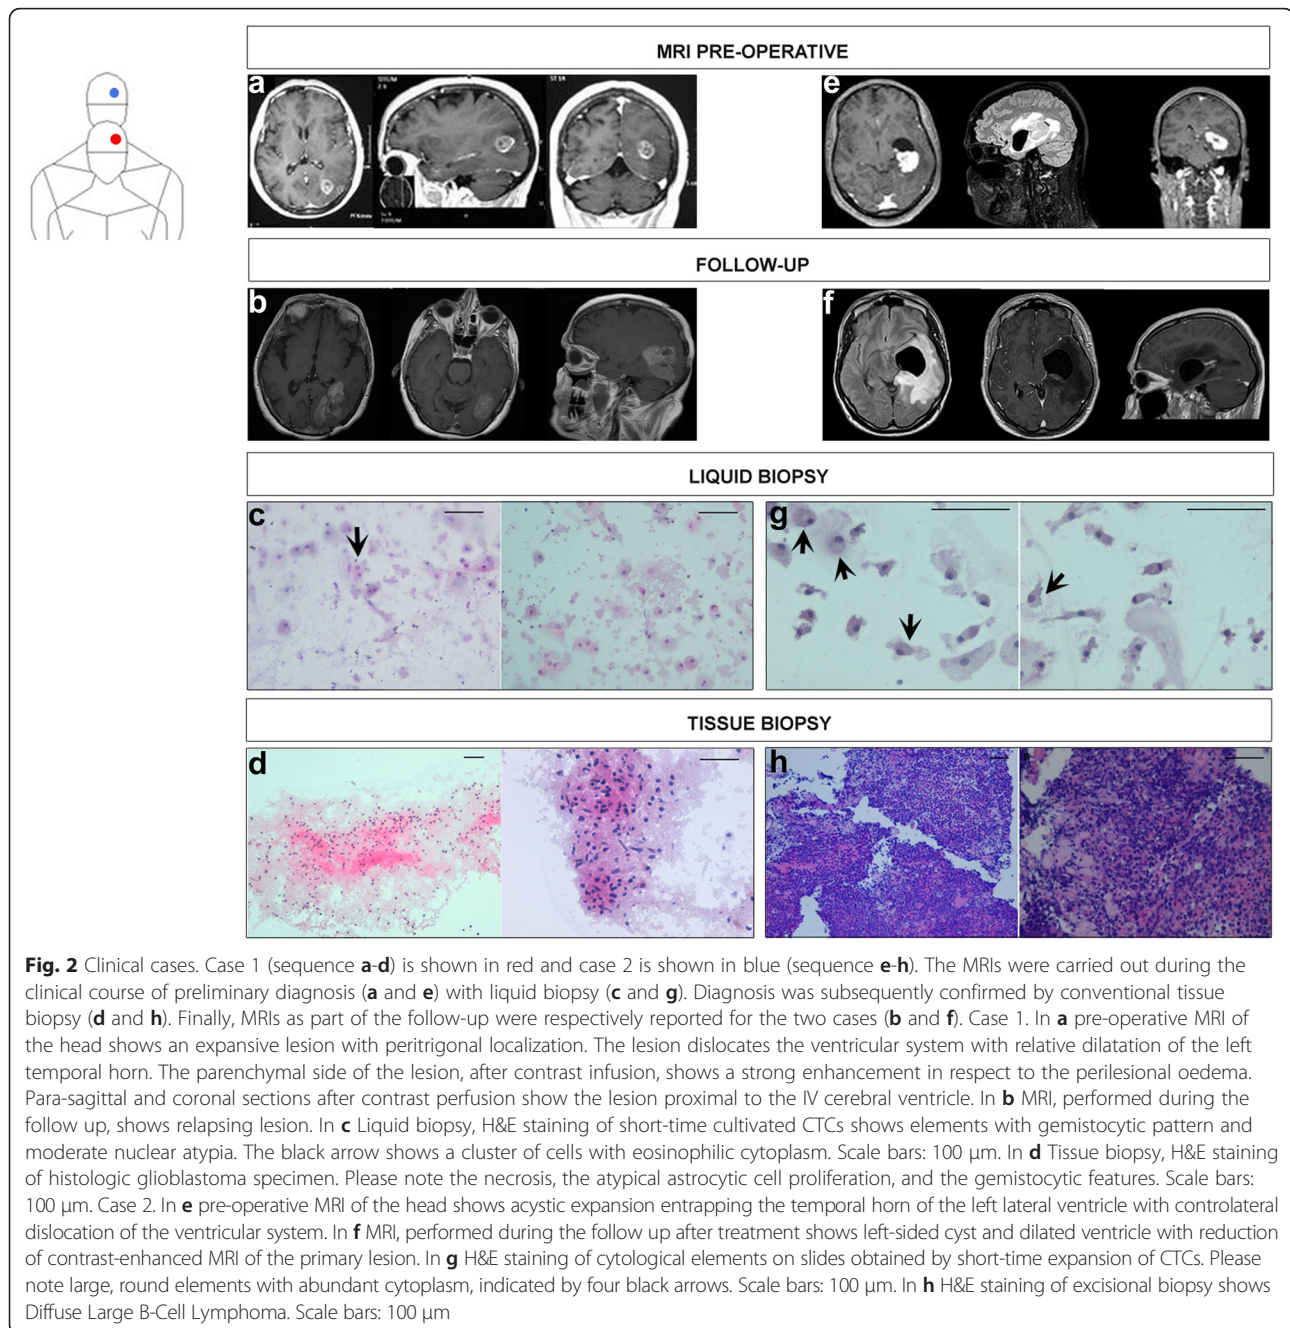 MRI PRE-OPERATIVE
a
e
FOLLOW-UP
b
f
LIQUID BIOPSY
c
g
TISSUE BIOPSY
d
h
Fig. 2 Clinical cases. Case 1 (sequence a-d) is shown in red and case 2 is shown in blue (sequence e-h). The MRIs were carried out during the
clinical course of preliminary diagnosis (a and e) with liquid biopsy (c and g). Diagnosis was subsequently confirmed by conventional tissue
biopsy (d and h). Finally, MRIs as part of the follow-up were respectively reported for the two cases (b and f). Case 1. In a pre-operative MRI of
the head shows an expansive lesion with peritrigonal localization. The lesion dislocates the ventricular system with relative dilatation of the left
temporal horn. The parenchymal side of the lesion, after contrast infusion, shows a strong enhancement in respect to the perilesional oedema.
Para-sagittal and coronal sections after contrast perfusion show the lesion proximal to the IV cerebral ventricle. In b MRI, performed during the
follow up, shows relapsing lesion. In c Liquid biopsy, H&E staining of short-time cultivated CTCs shows elements with gemistocytic pattern and
moderate nuclear atypia. The black arrow shows a cluster of cells with eosinophilic cytoplasm. Scale bars: 100 μm. In d Tissue biopsy, H&E staining
of histologic glioblastoma specimen. Please note the necrosis, the atypical astrocytic cell proliferation, and the gemistocytic features. Scale bars:
100 μm. Case 2. In e pre-operative MRI of the head shows acystic expansion entrapping the temporal horn of the left lateral ventricle with controlateral
dislocation of the ventricular system. In f MRI, performed during the follow up after treatment shows left-sided cyst and dilated ventricle with reduction
of contrast-enhanced MRI of the primary lesion. In g H&E staining of cytological elements on slides obtained by short-time expansion of CTCs. Please
note large, round elements with abundant cytoplasm, indicated by four black arrows. Scale bars: 100 μm. In h H&E staining of excisional biopsy shows
Diffuse Large B-Cell Lymphoma. Scale bars: 100 μm